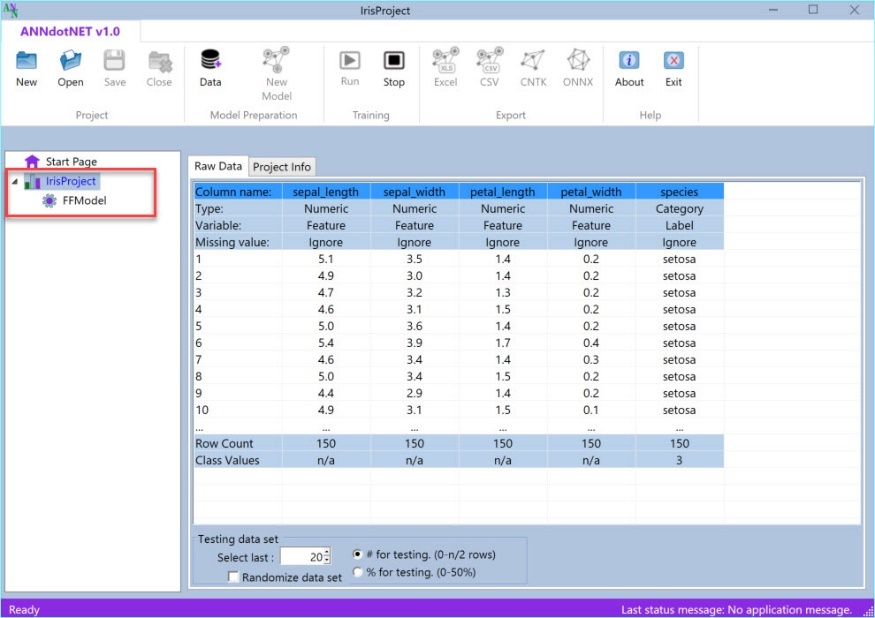 ANN
IrisProject
ANNdotNET v1.0
New Open Save Close Data New Model Run Stop Excel CSV CNTK ONNX About Exit
XLS CSV
Project Model Preparation Training Export Help
Start Page
IrisProject
FFModel
Raw Data Project Info
Column name: sepal_length sepal_width petal_length petal_width species
Type: Numeric Numeric Numeric Numeric Category
Variable: Feature Feature Feature Feature Label
Missing value: Ignore Ignore Ignore Ignore Ignore
1 5.1 3.5 1.4 0.2 setosa
2 4.9 3.0 1.4 0.2 setosa
3 4.7 3.2 1.3 0.2 setosa
4 4.6 3.1 1.5 0.2 setosa
5 5.0 3.6 1.4 0.2 setosa
6 5.4 3.9 1.7 0.4 setosa
7 4.6 3.4 1.4 0.3 setosa
8 5.0 3.4 1.5 0.2 setosa
9 4.4 2.9 1.4 0.2 setosa
10 4.9 3.1 1.5 0.1 setosa
... ... ... ... ... ...
Row Count 150 150 150 150 150
Class Values n/a n/a n/a n/a 3
Testing data set
Select last : 20 # for testing. (0-n/2 rows)
Randomize data set % for testing. (0-50%)
Ready Last status message: No application message.